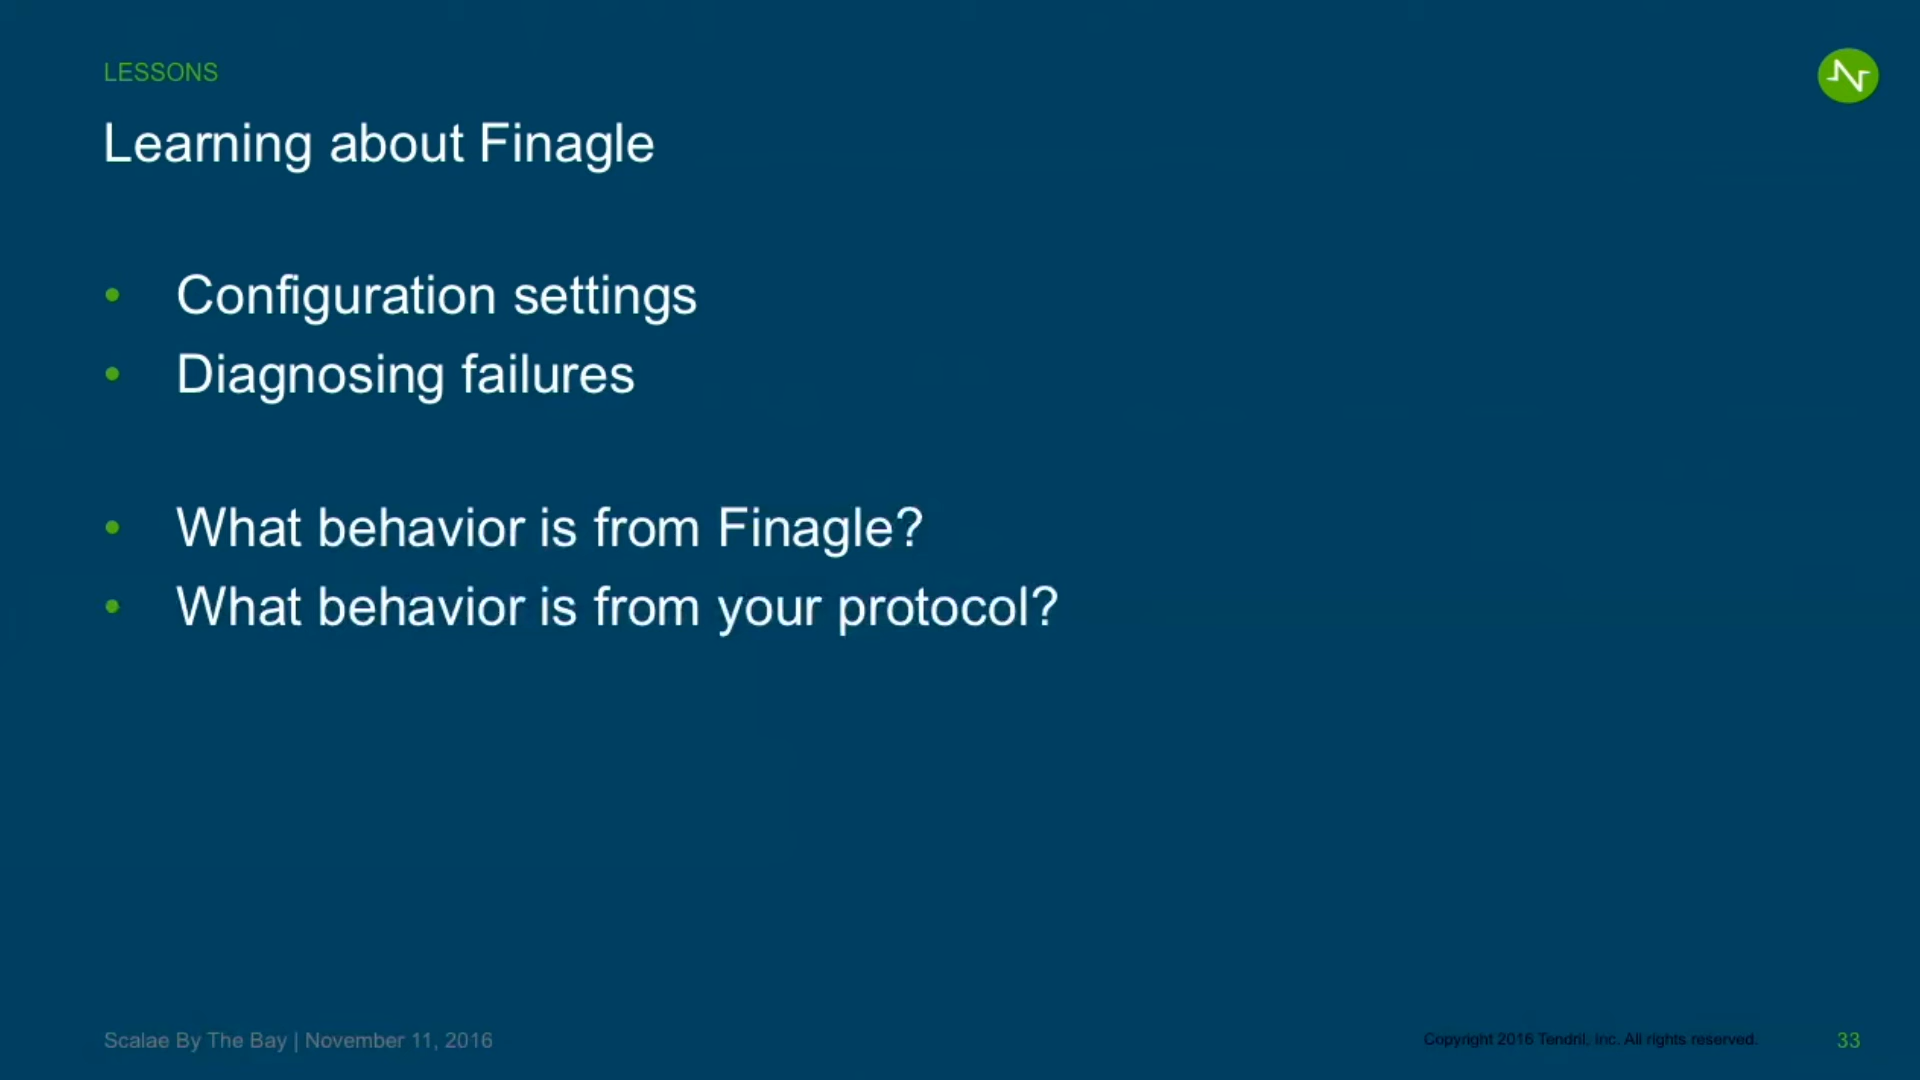 LESSONS
Learning about Finagle
• Configuration settings
• Diagnosing failures
• What behavior is from Finagle?
• What behavior is from your protocol?
Scalae By The Bay | November 11, 2016
Copyright 2016 Tendril, Inc. All rights reserved.
33